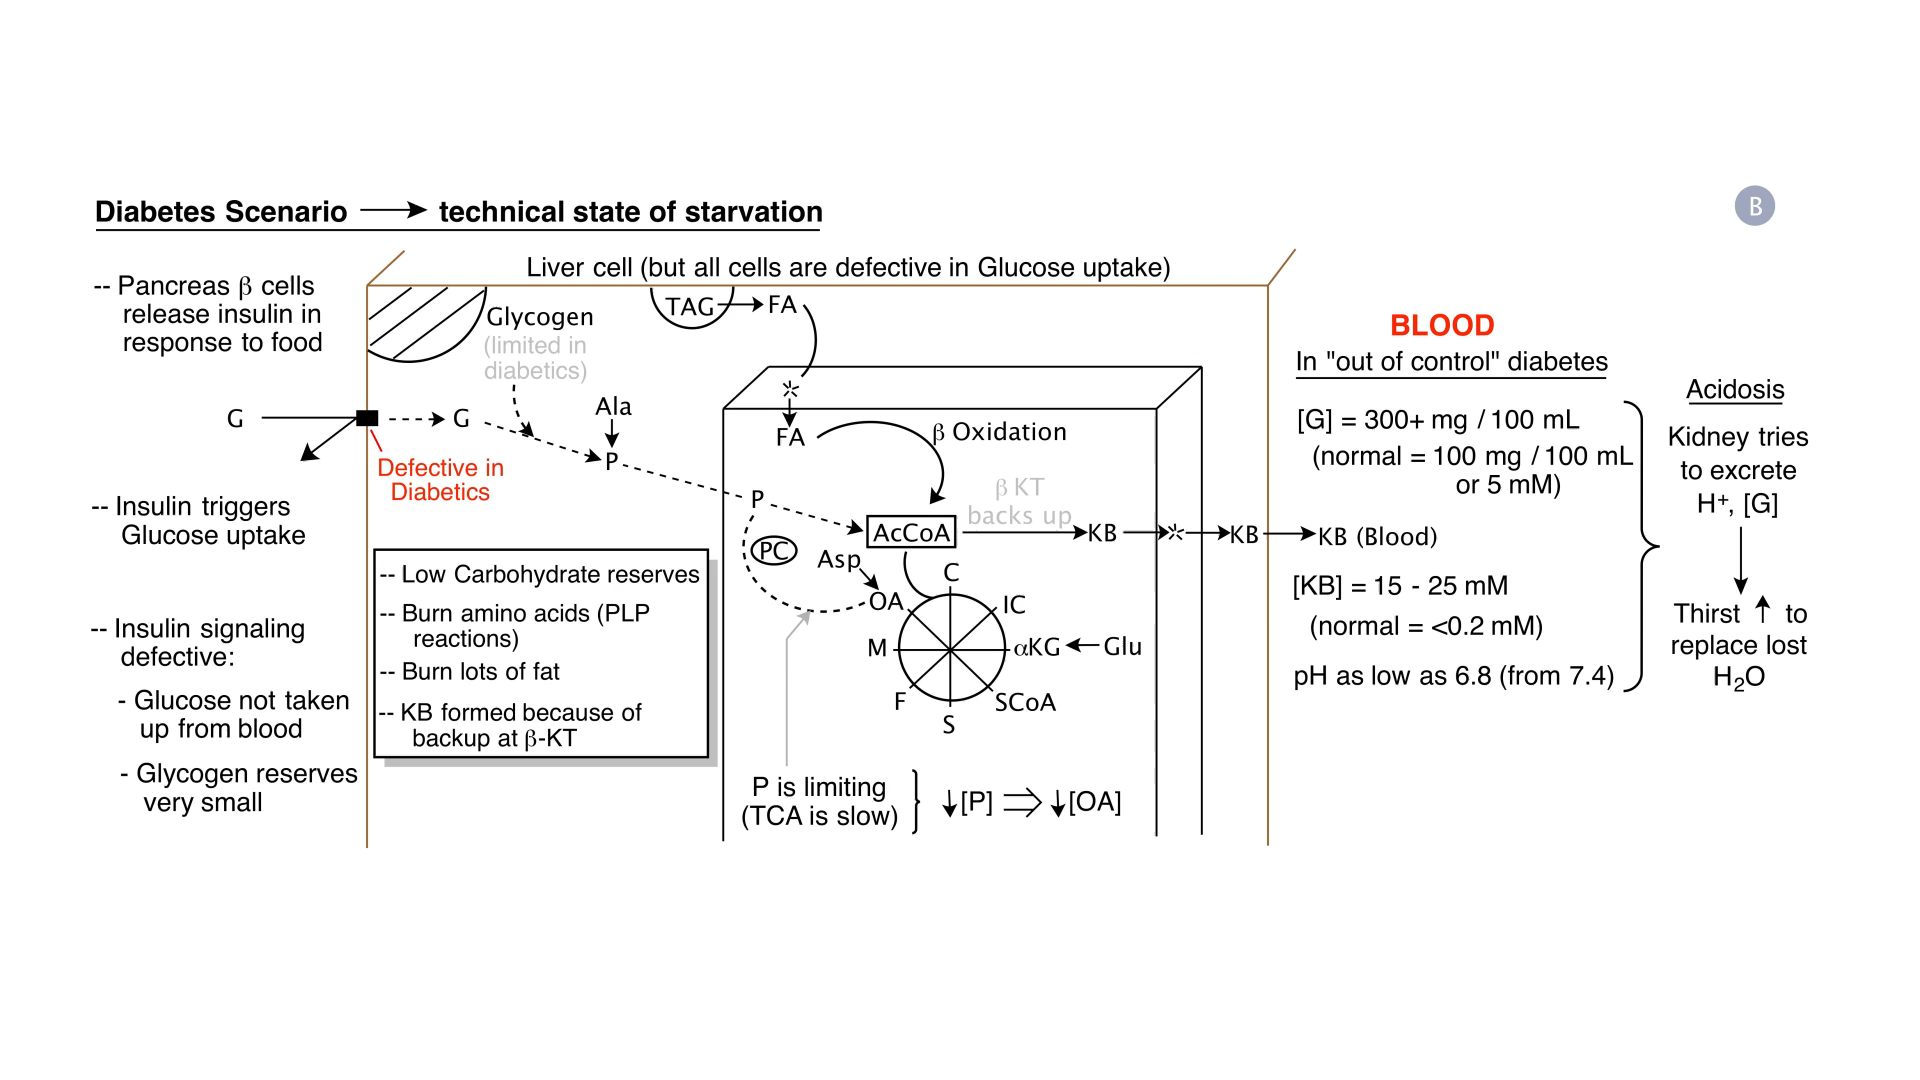 Diabetes Scenario → technical state of starvation
B
-- Pancreas β cells
release insulin in
response to food
G
-- Insulin triggers
Glucose uptake
-- Insulin signaling
defective:
- Glucose not taken
up from blood
- Glycogen reserves
very small
Liver cell (but all cells are defective in Glucose uptake)
Glycogen
(limited in
diabetics)
TAG
FA
G
Defective in
Diabetics
Ala
P
-- Low Carbohydrate reserves
-- Burn amino acids (PLP
reactions)
-- Burn lots of fat
-- KB formed because of
backup at β-KT
FA
β Oxidation
P
PC
AcCoA
β KT
backs up
KB
KB
KB (Blood)
Asp
OA
C
IC
αKG
Glu
SCoA
S
F
M
P is limiting
(TCA is slow)
↓[P] ⇒ ↓[OA]
BLOOD
In "out of control" diabetes
[G] = 300+ mg / 100 mL
(normal = 100 mg / 100 mL
or 5 mM)
[KB] = 15 - 25 mM
(normal = <0.2 mM)
pH as low as 6.8 (from 7.4)
Acidosis
Kidney tries
to excrete
H⁺, [G]
Thirst ↑ to
replace lost
H₂O